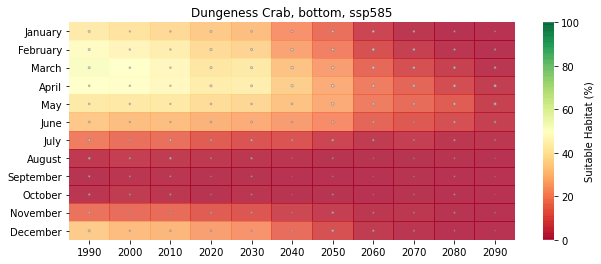 Dungeness Crab, bottom, ssp585
January
February
March
April
May
June
July
August
September
October
November
December
1990 2000 2010 2020 2030 2040 2050 2060 2070 2080 2090
100
80
60
40
20
0
Suitable Habitat (%)